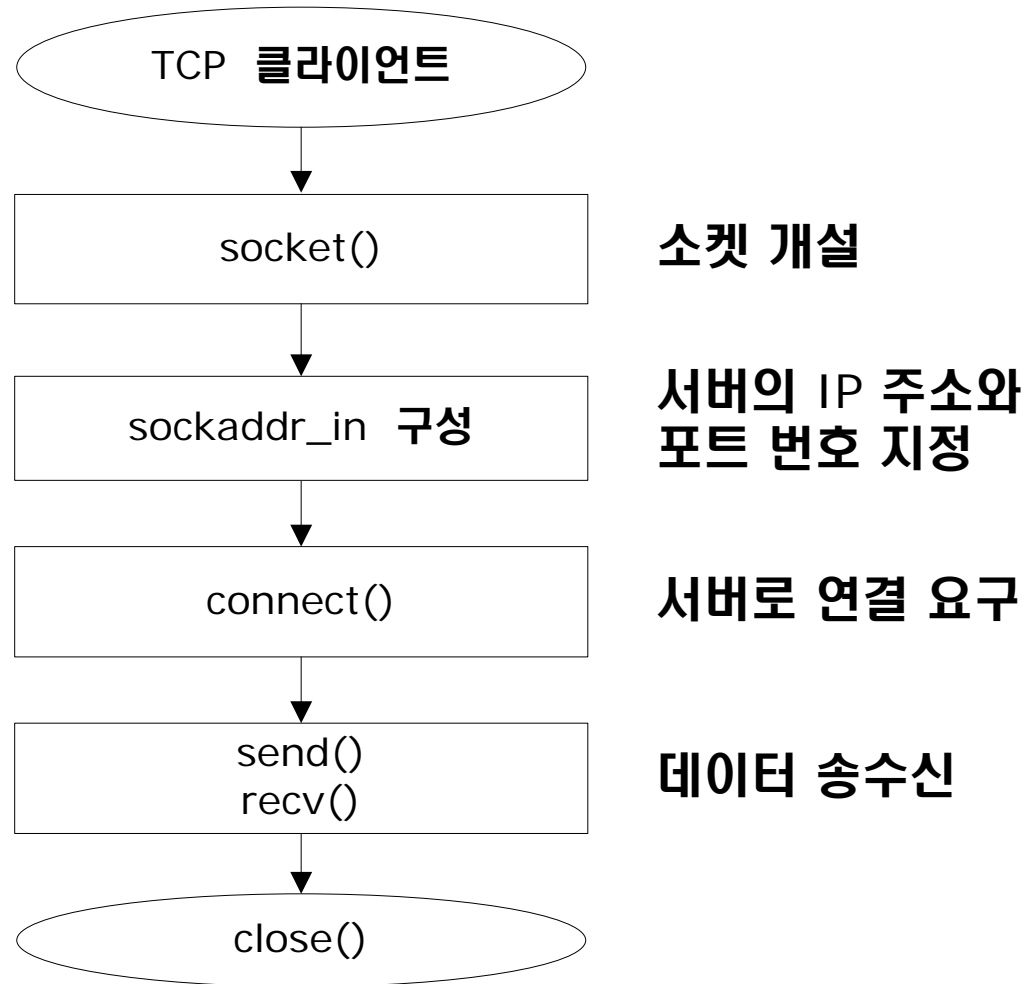 TCP 클라이언트
socket()
소켓 개설
sockaddr_in 구성
서버의 IP 주소와
포트 번호 지정
connect()
서버로 연결 요구
send()
recv()
데이터 송수신
close()